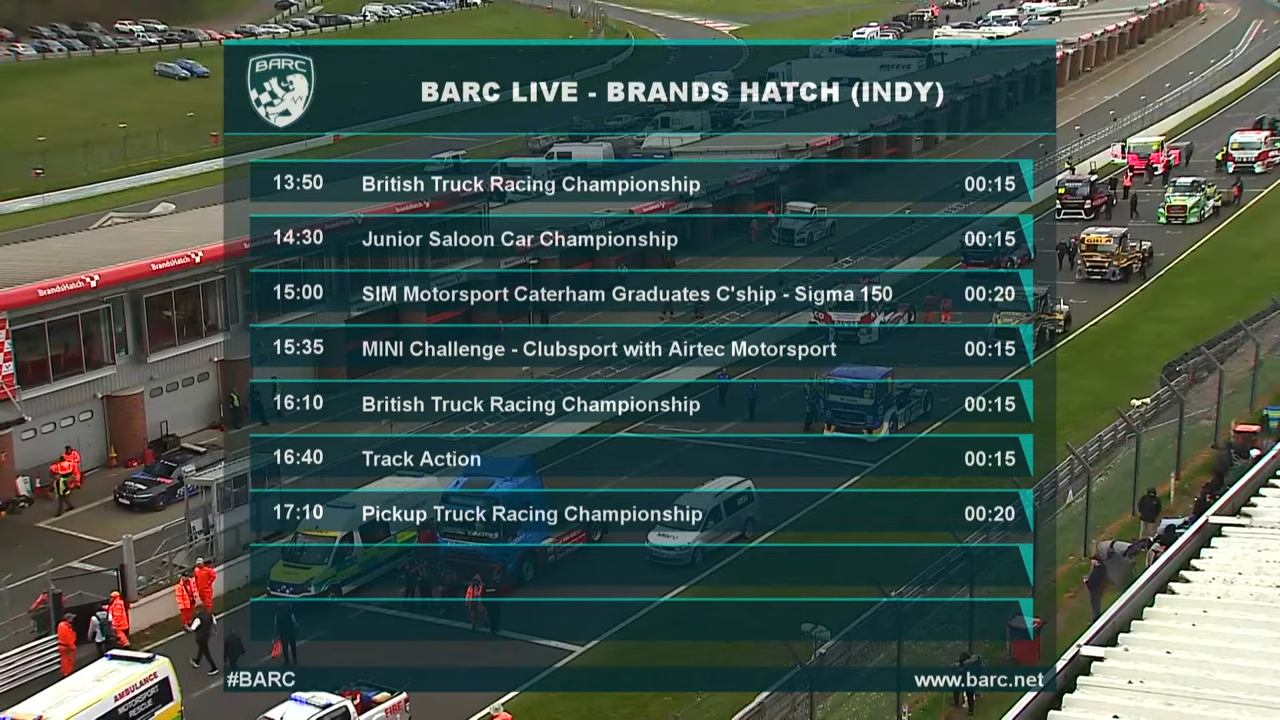 BARC
BARC LIVE - BRANDS HATCH (INDY)
13:50 British Truck Racing Championship 00:15
14:30 Junior Saloon Car Championship 00:15
15:00 SIM Motorsport Caterham Graduates C'ship - Sigma 150 00:20
15:35 MINI Challenge - Clubsport with Airtec Motorsport 00:15
16:10 British Truck Racing Championship 00:15
16:40 Track Action 00:15
17:10 Pickup Truck Racing Championship 00:20
#BARC
www.barc.net
BrandsHatch
BrandsHatch
BrandsHatch
AMBULANCE
MOTORSPORT
RESCUE
FIRE